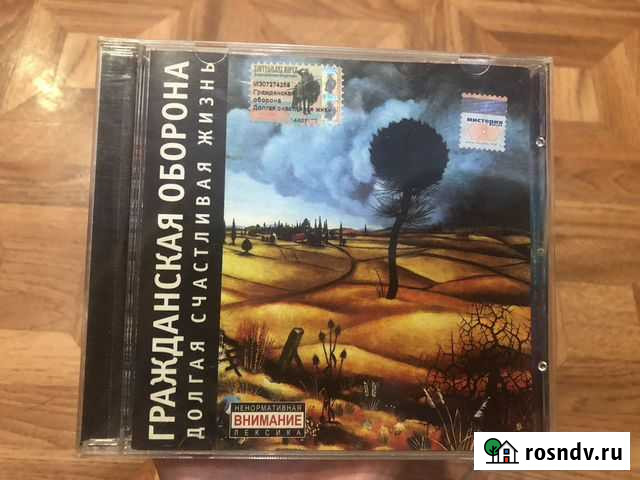 ГРАЖДАНСКАЯ ОБОРОНА
ДОЛГАЯ СЧАСТЛИВАЯ ЖИЗНЬ
Гражданская
оборона
Долгая счастливая жизнь
мистерия
НЕНОРМАТИВНАЯ
ВНИМАНИЕ
ЛЕКСИКА
rosndv.ru